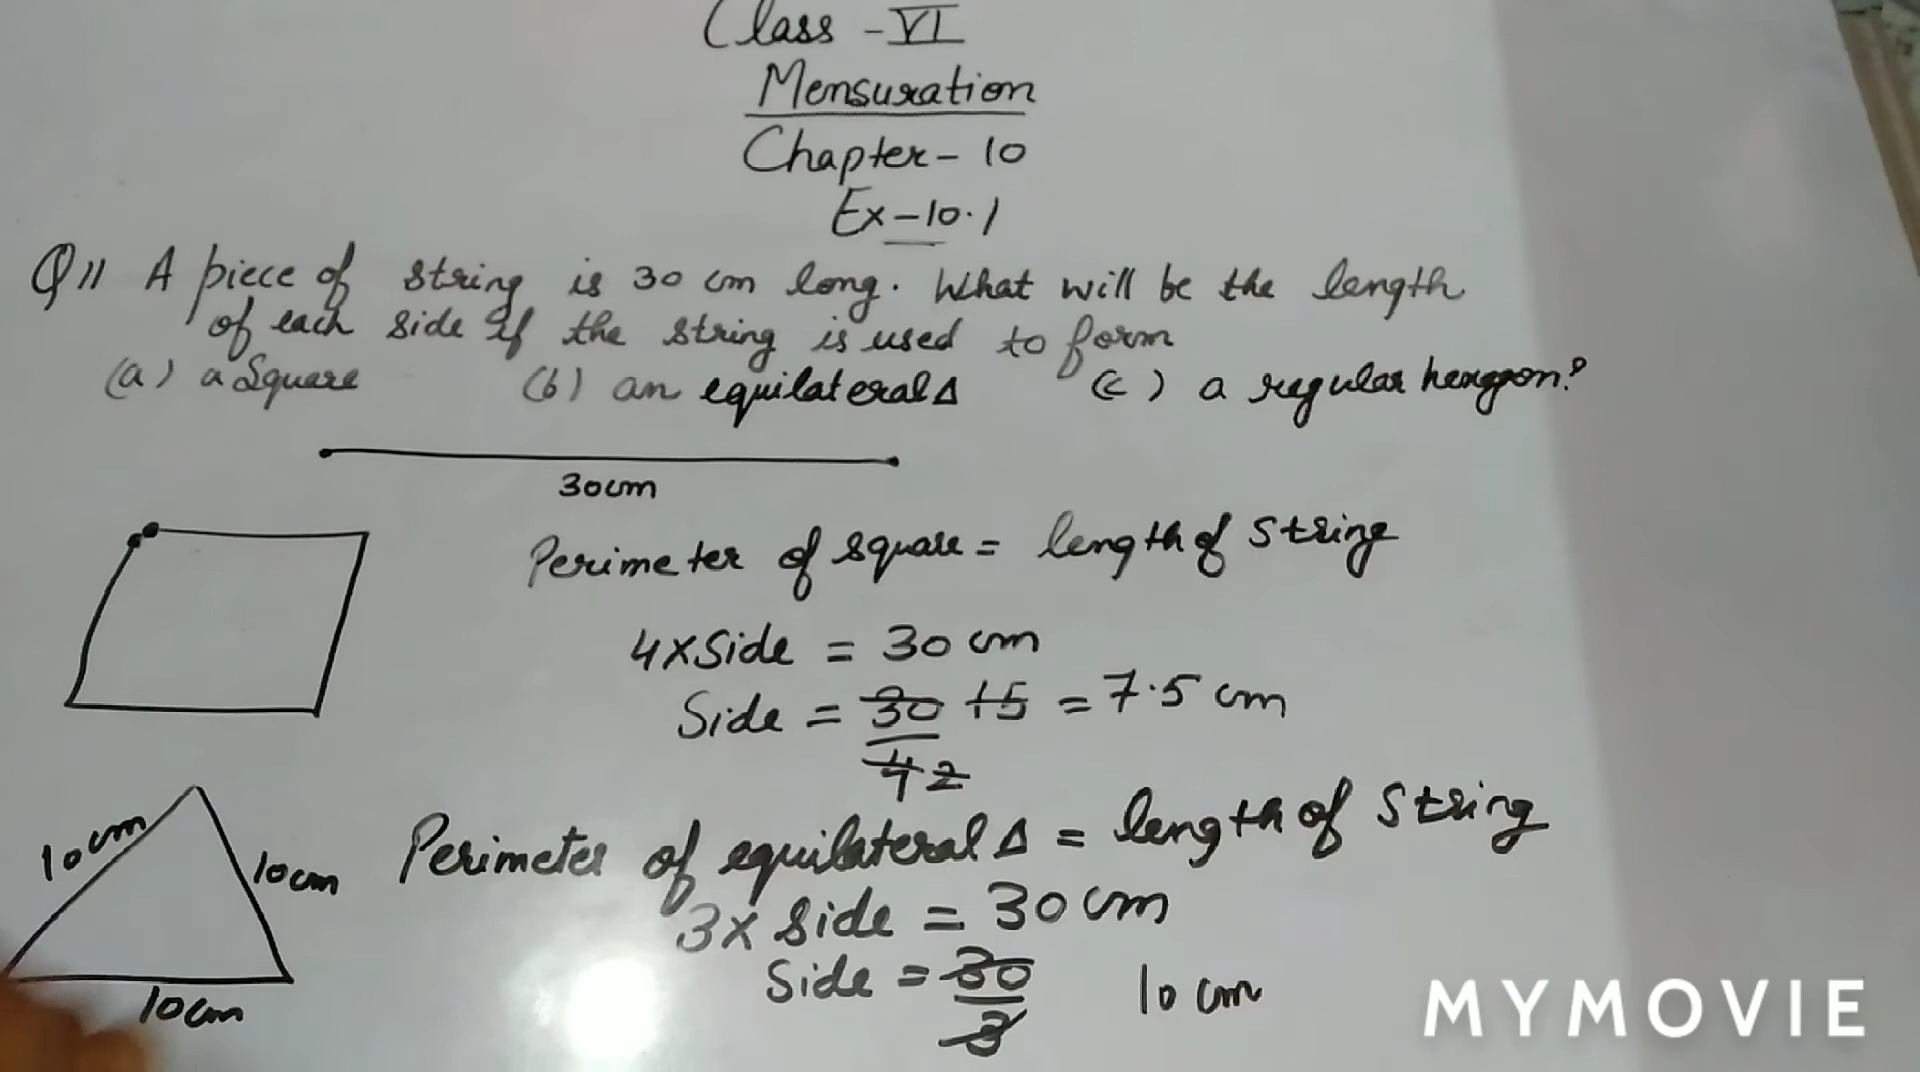 Class - VI
Mensuration
Chapter - 10
Ex - 10.1
Q11 A piece of string is 30 cm long. What will be the length
of each side if the string is used to form
(a) a Square (b) an equilateral Δ (c) a regular hexagon?
30cm
Perimeter of square = length of string
4xSide = 30 cm
Side = 30 15 = 7.5 cm
4 2
Perimeter of equilateral Δ = length of string
10cm
10cm
3x side = 30 cm
Side = 30 10 cm
3
10cm
MYMOVIE